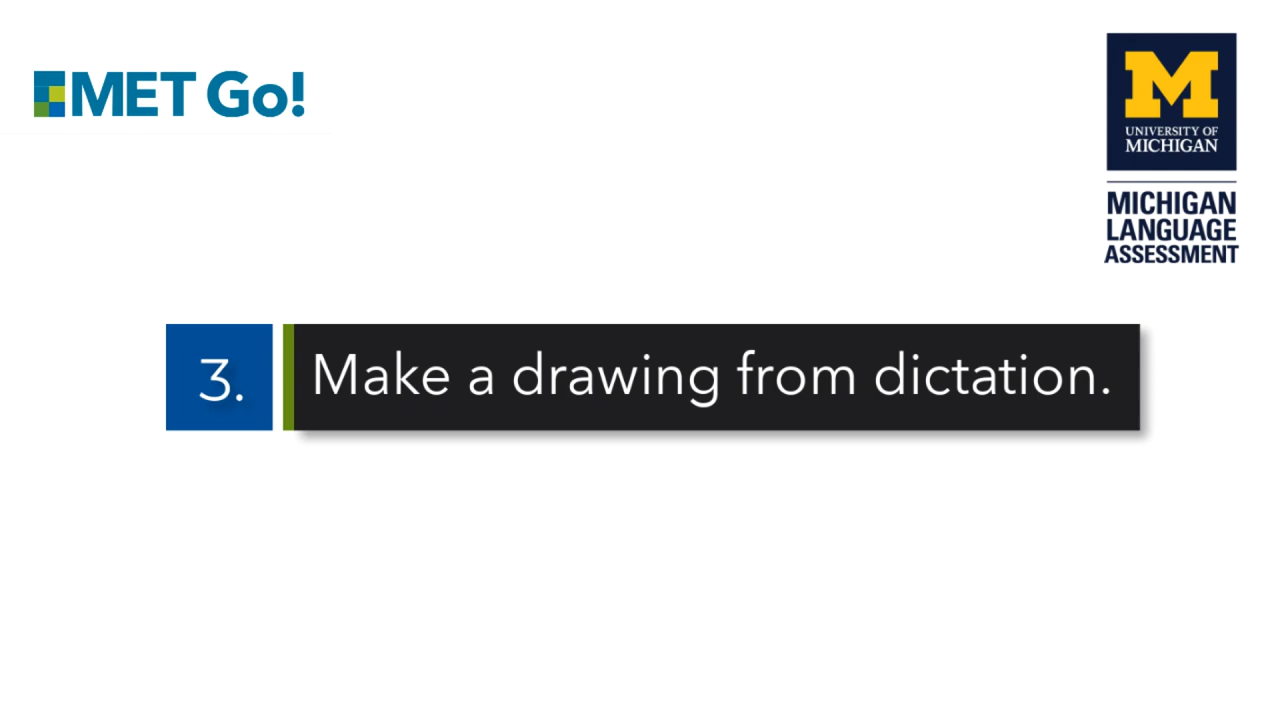 MET Go!
M
UNIVERSITY OF
MICHIGAN
MICHIGAN
LANGUAGE
ASSESSMENT
3. Make a drawing from dictation.